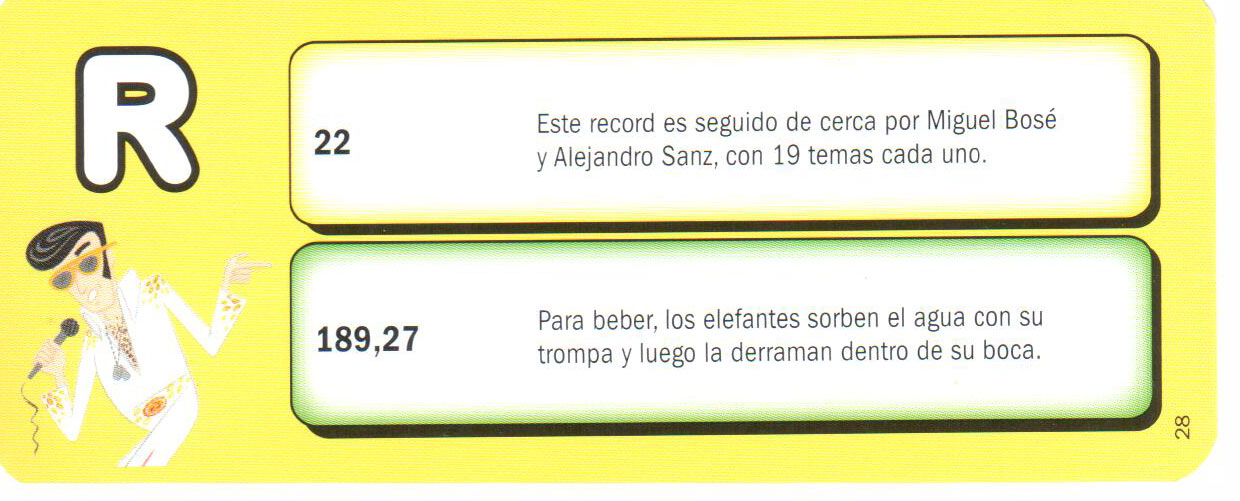 R
22
Este record es seguido de cerca por Miguel Bosé
y Alejandro Sanz, con 19 temas cada uno.
189,27
Para beber, los elefantes sorben el agua con su
trompa y luego la derraman dentro de su boca.
28